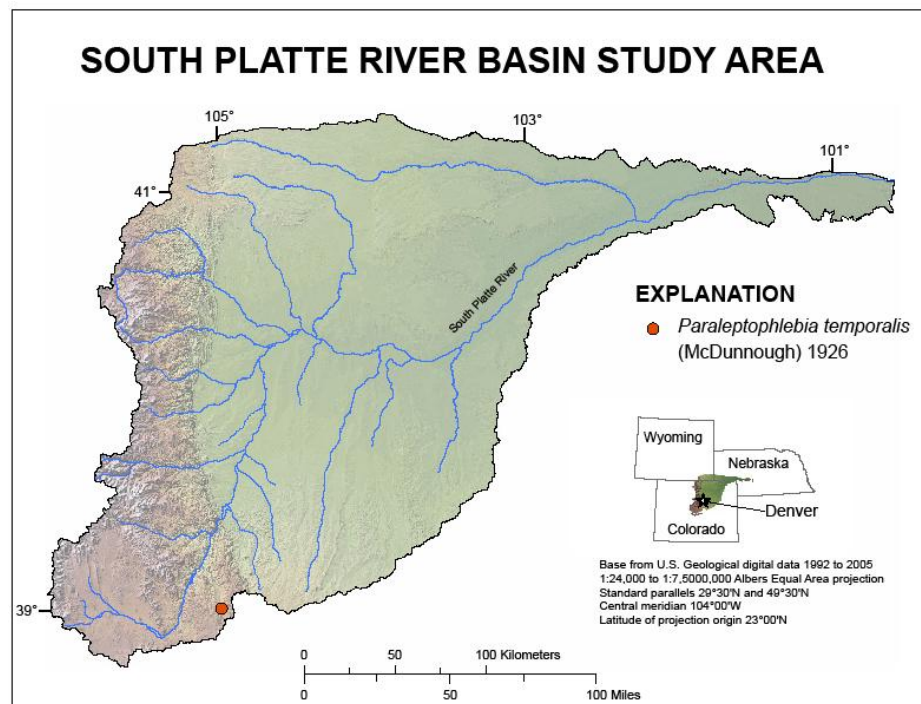 SOUTH PLATTE RIVER BASIN STUDY AREA
105°
103°
101°
41°
South Platte River
EXPLANATION
Paraleptophlebia temporalis
(McDunnough) 1926
Wyoming
Nebraska
Denver
Colorado
Base from U.S. Geological digital data 1992 to 2005
1:24,000 to 1:7,5000,000 Albers Equal Area projection
Standard parallels 29°30'N and 49°30'N
Central meridian 104°00'W
Latitude of projection origin 23°00'N
39°
0 50 100 Kilometers
0 50 100 Miles